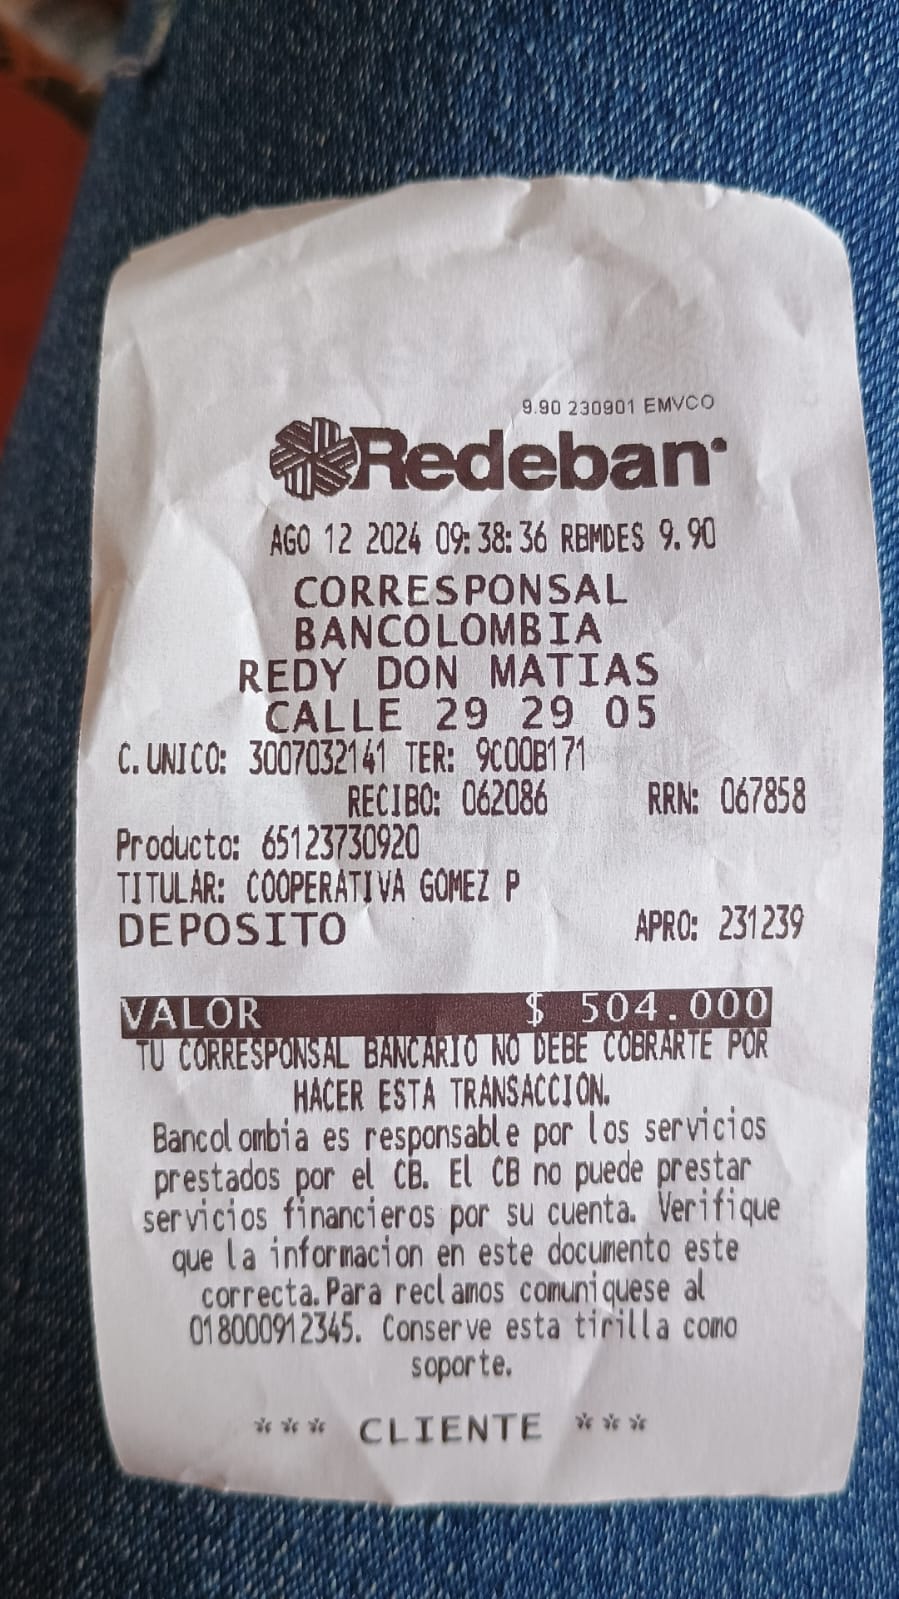 9.90 230901 EMVCO
Redeban
AGO 12 2024 09:38:36 RBMDES 9.90
CORRESPONSAL
BANCOLOMBIA
REDY DON MATIAS
CALLE 29 29 05
C. UNICO: 3007032141 TER: 9C00B171
RECIBO: 062086 RRN: 067858
Producto: 65123730920
TITULAR: COOPERATIVA GOMEZ P
DEPOSITO APRO: 231239
VALOR $ 504.000
TU CORRESPONSAL BANCARIO NO DEBE COBRARTE POR
HACER ESTA TRANSACCION.
Bancolombia es responsable por los servicios
prestados por el CB. El CB no puede prestar
servicios financieros por su cuenta. Verifique
que la informacion en este documento este
correcta. Para reclamos comuniquese al
018000912345. Conserve esta tirilla como
soporte.
*** CLIENTE ***